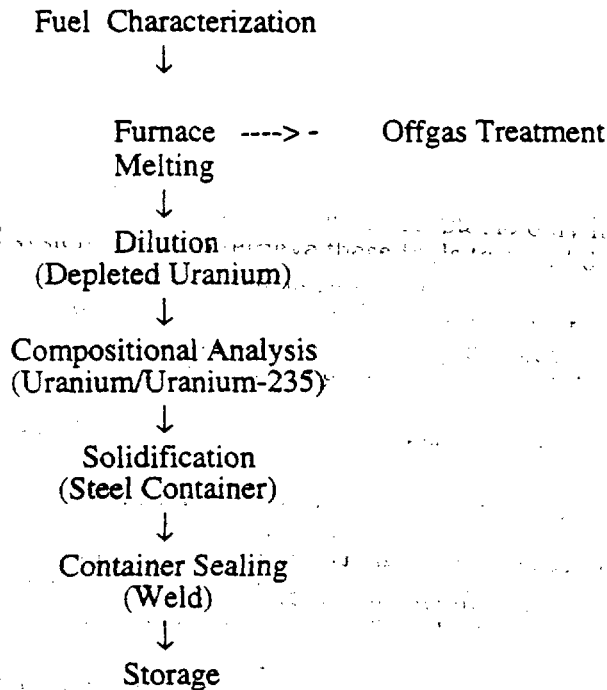 Fuel Characterization
↓
Furnace ----> - Offgas Treatment
Melting
↓
Dilution
(Depleted Uranium)
↓
Compositional Analysis
(Uranium/Uranium-235)
↓
Solidification
(Steel Container)
↓
Container Sealing
(Weld)
↓
Storage